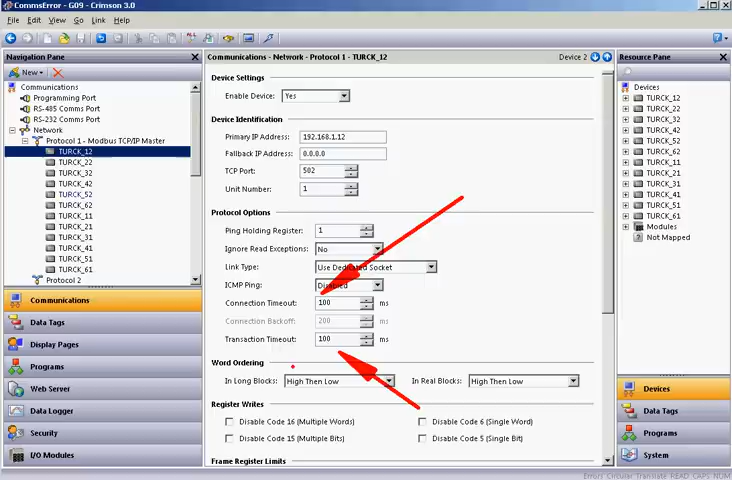 CommsError - G09 - Crimson 3.0
File Edit View Go Link Help
Navigation Pane
New
Communications
Programming Port
RS-485 Comms Port
RS-232 Comms Port
Network
Protocol 1 - Modbus TCP/IP Master
TURCK_12
TURCK_22
TURCK_32
TURCK_42
TURCK_52
TURCK_62
TURCK_11
TURCK_21
TURCK_31
TURCK_41
TURCK_51
TURCK_61
Protocol 2
Communications
Data Tags
Display Pages
Programs
Web Server
Data Logger
Security
I/O Modules
Communications - Network - Protocol 1 - TURCK_12
Device 2
Device Settings
Enable Device: Yes
Device Identification
Primary IP Address: 192.168.1.12
Fallback IP Address: 0.0.0.0
TCP Port: 502
Unit Number: 1
Protocol Options
Ping Holding Register: 1
Ignore Read Exceptions: No
Link Type: Use Dedicated Socket
ICMP Ping: Disabled
Connection Timeout: 100 ms
Connection Backoff: 200 ms
Transaction Timeout: 100 ms
Word Ordering
In Long Blocks: High Then Low In Real Blocks: High Then Low
Register Writes
Disable Code 16 (Multiple Words) Disable Code 6 (Single Word)
Disable Code 15 (Multiple Bits) Disable Code 5 (Single Bit)
Frame Register Limits
Resource Pane
Devices
TURCK_12
TURCK_22
TURCK_32
TURCK_42
TURCK_52
TURCK_62
TURCK_11
TURCK_21
TURCK_31
TURCK_41
TURCK_51
TURCK_61
Modules
Not Mapped
Devices
Data Tags
Programs
System
Errors Circular Translate READ CAPS NUM